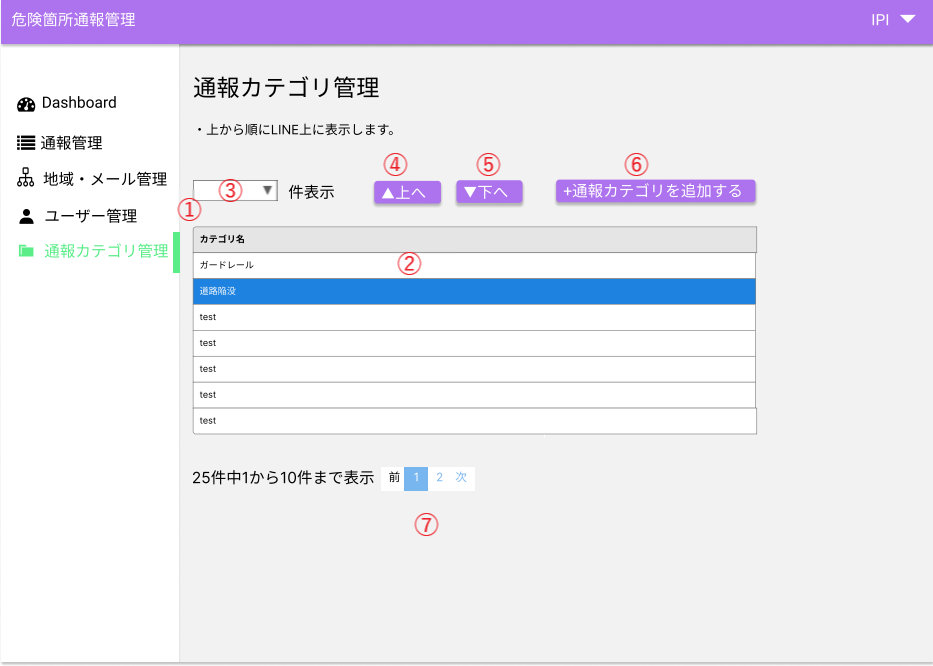 危険箇所通報管理
IPI
Dashboard
通報管理
地域・メール管理
ユーザー管理
通報カテゴリ管理
通報カテゴリ管理
・上から順にLINE上に表示します。
④ ⑤ ⑥
③ ▼ 件表示 ▲上へ ▼下へ +通報カテゴリを追加する
①
カテゴリ名
ガードレール ②
道路陥没
test
test
test
test
test
25件中1から10件まで表示 前 1 2 次
⑦